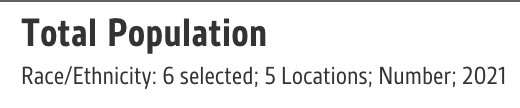 Total Population
Race/Ethnicity: 6 selected; 5 Locations; Number; 2021